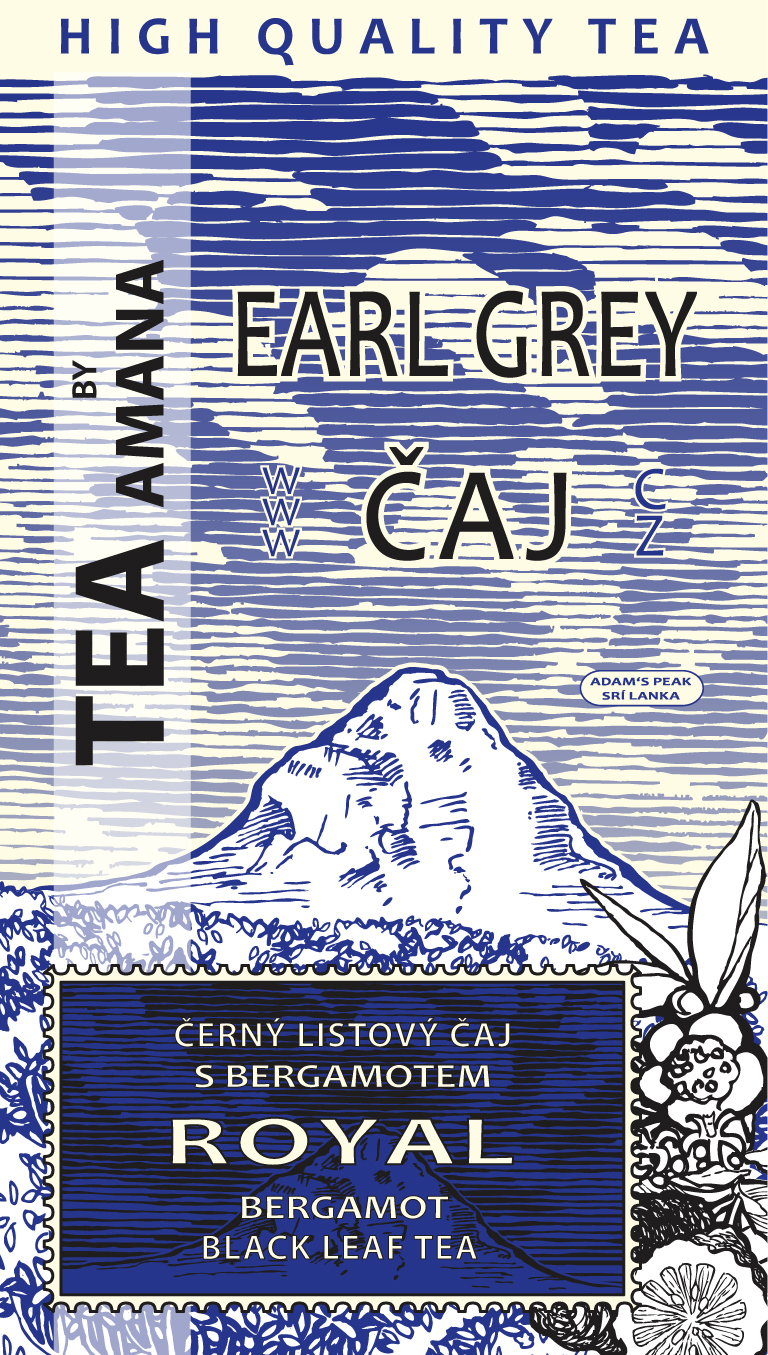 HIGH QUALITY TEA
TEA BY AMANA
EARL GREY
WWW ČAJ CZ
ADAM‘S PEAK
SRÍ LANKA
ČERNÝ LISTOVÝ ČAJ
S BERGAMOTEM
ROYAL
BERGAMOT
BLACK LEAF TEA